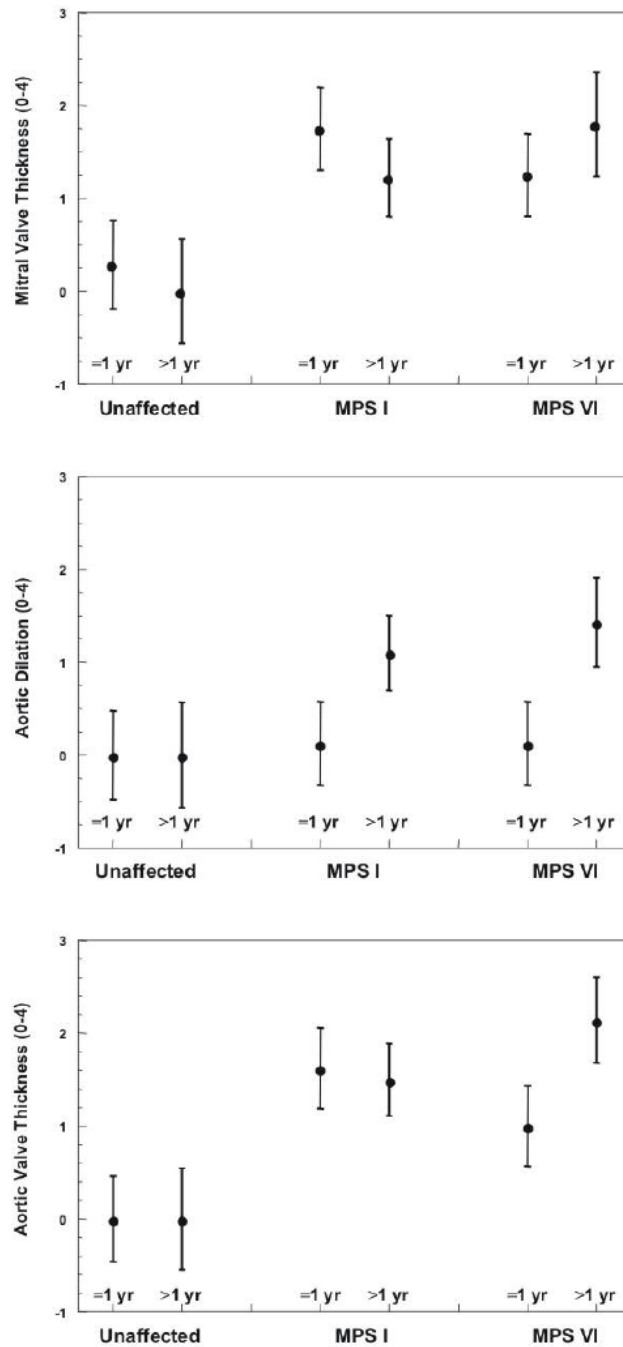 Mitral Valve Thickness (0-4)
3
2
1
0
-1
=1 yr >1 yr =1 yr >1 yr =1 yr >1 yr
Unaffected MPS I MPS VI
Aortic Dilation (0-4)
3
2
1
0
-1
=1 yr >1 yr =1 yr >1 yr =1 yr >1 yr
Unaffected MPS I MPS VI
Aortic Valve Thickness (0-4)
3
2
1
0
-1
=1 yr >1 yr =1 yr >1 yr =1 yr >1 yr
Unaffected MPS I MPS VI